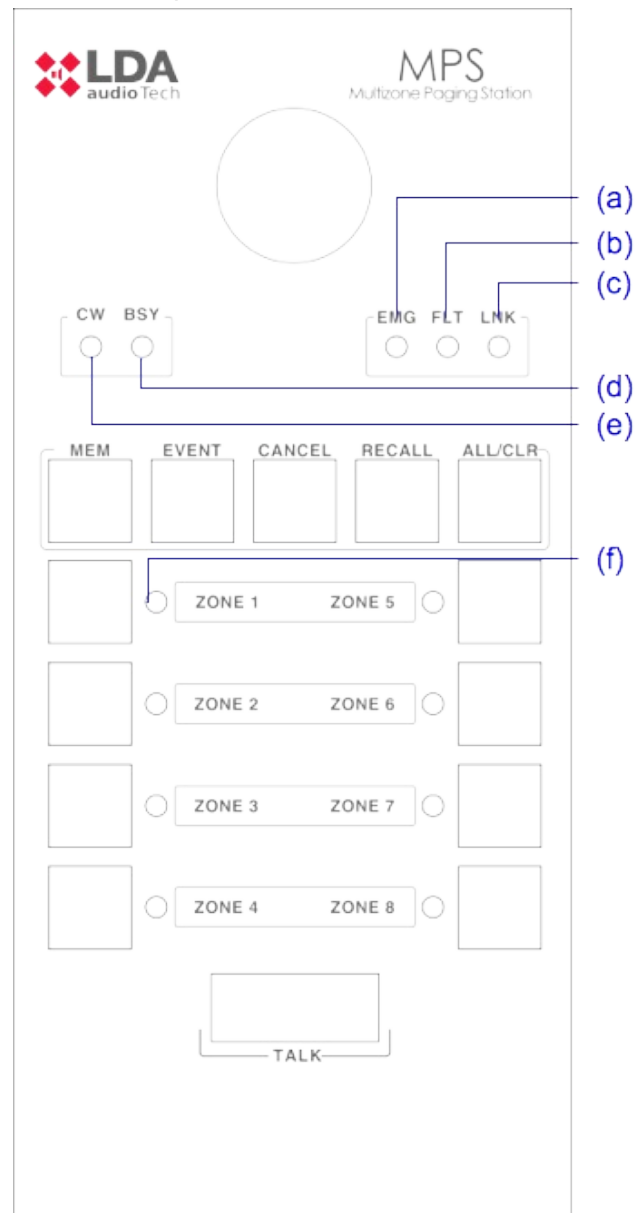 LDA MPS
audio Tech Multizone Paging Station
(a)
(b)
(c)
CW BSY EMG FLT LNK
(d)
(e)
MEM EVENT CANCEL RECALL ALL/CLR
(f)
ZONE 1 ZONE 5
ZONE 2 ZONE 6
ZONE 3 ZONE 7
ZONE 4 ZONE 8
TALK